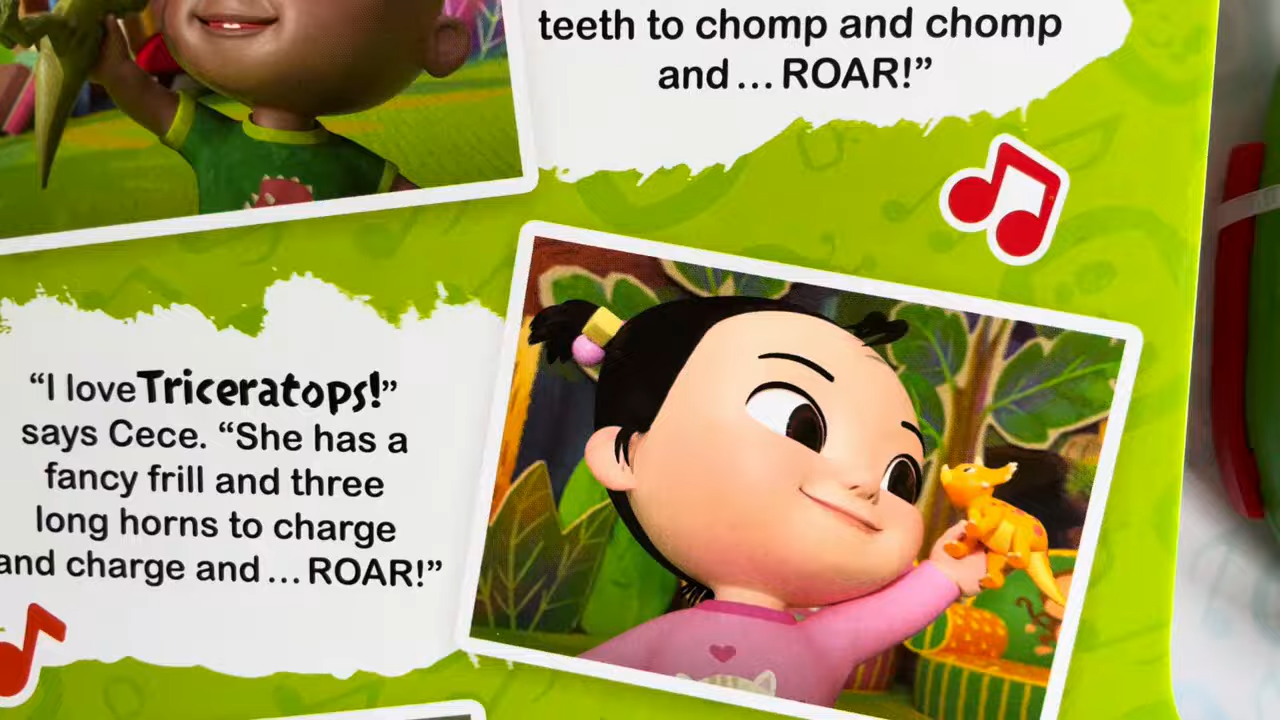 teeth to chomp and chomp
and... ROAR!”
“I love Triceratops!”
says Cece. “She has a
fancy frill and three
long horns to charge
and charge and... ROAR!”